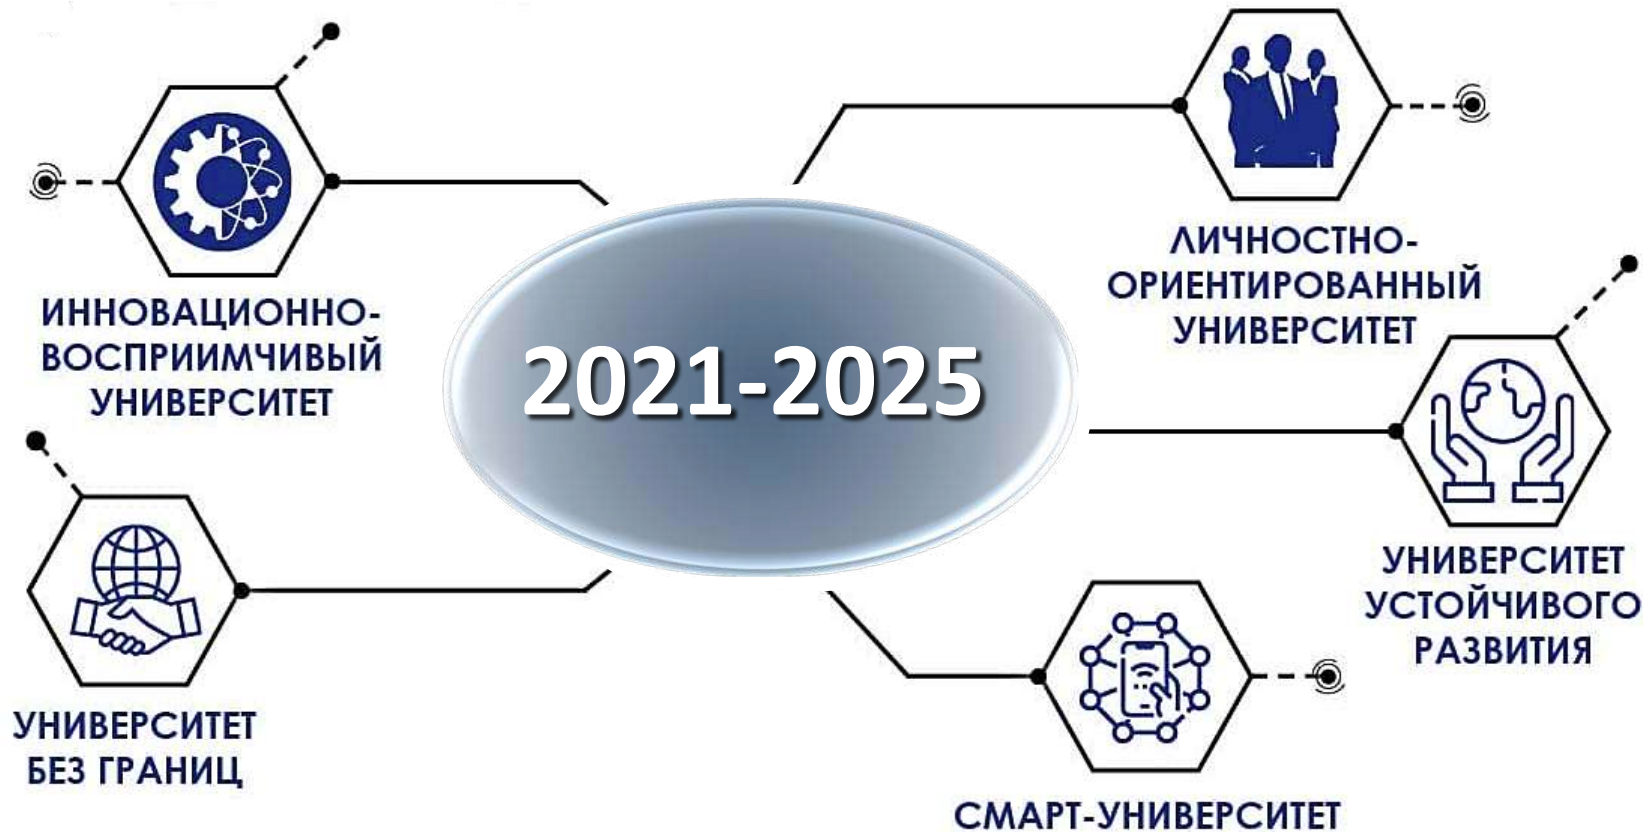 ИННОВАЦИОННО-
ВОСПРИИМЧИВЫЙ
УНИВЕРСИТЕТ
УНИВЕРСИТЕТ
БЕЗ ГРАНИЦ
2021-2025
ЛИЧНОСТНО-
ОРИЕНТИРОВАННЫЙ
УНИВЕРСИТЕТ
УНИВЕРСИТЕТ
УСТОЙЧИВОГО
РАЗВИТИЯ
СМАРТ-УНИВЕРСИТЕТ